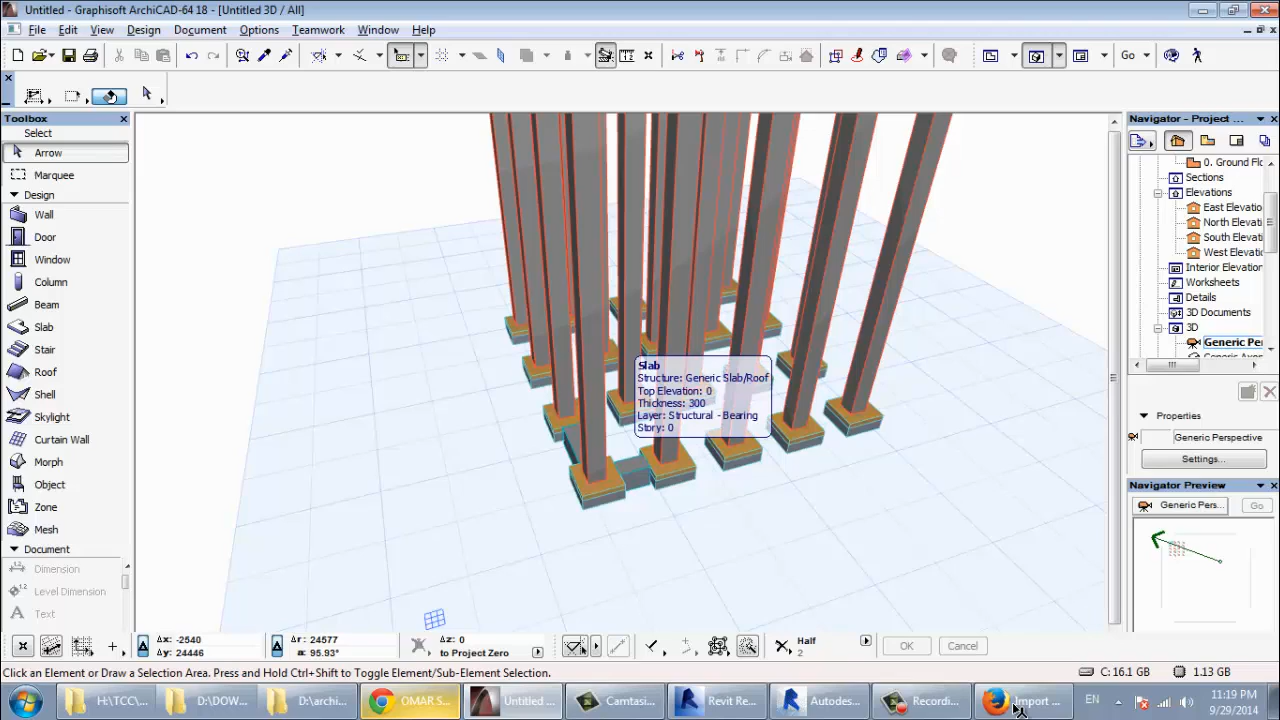 Untitled - Graphisoft ArchiCAD-64 18 - [Untitled 3D / All]
File Edit View Design Document Options Teamwork Window Help
Go
Toolbox
Select
Arrow
Marquee
Design
Wall
Door
Window
Column
Beam
Slab
Stair
Roof
Shell
Skylight
Curtain Wall
Morph
Object
Zone
Mesh
Document
Dimension
1.2 Level Dimension
A1 Text
Slab
Structure: Generic Slab/Roof
Top Elevation: 0
Thickness: 300
Layer: Structural - Bearing
Story: 0
Navigator - Project ...
0. Ground Flo
Sections
Elevations
East Elevatio
North Elevati
South Elevati
West Elevatio
Interior Elevation
Worksheets
Details
3D Documents
3D
Generic Per
Properties
Generic Perspective
Settings...
Navigator Preview
Generic Pers... Go
Δx: -2540
Δy: 24446
Δr: 24577
a: 95.93°
Δz: 0
to Project Zero
Half
2
OK Cancel
Click an Element or Draw a Selection Area. Press and Hold Ctrl+Shift to Toggle Element/Sub-Element Selection.
C: 16.1 GB 1.13 GB
H:\TCC\... D:\DOW... D:\archi... OMAR S... Untitled ... Camtasi... Revit Re... Autodes... Recordi... Import ... EN
11:19 PM
9/29/2014